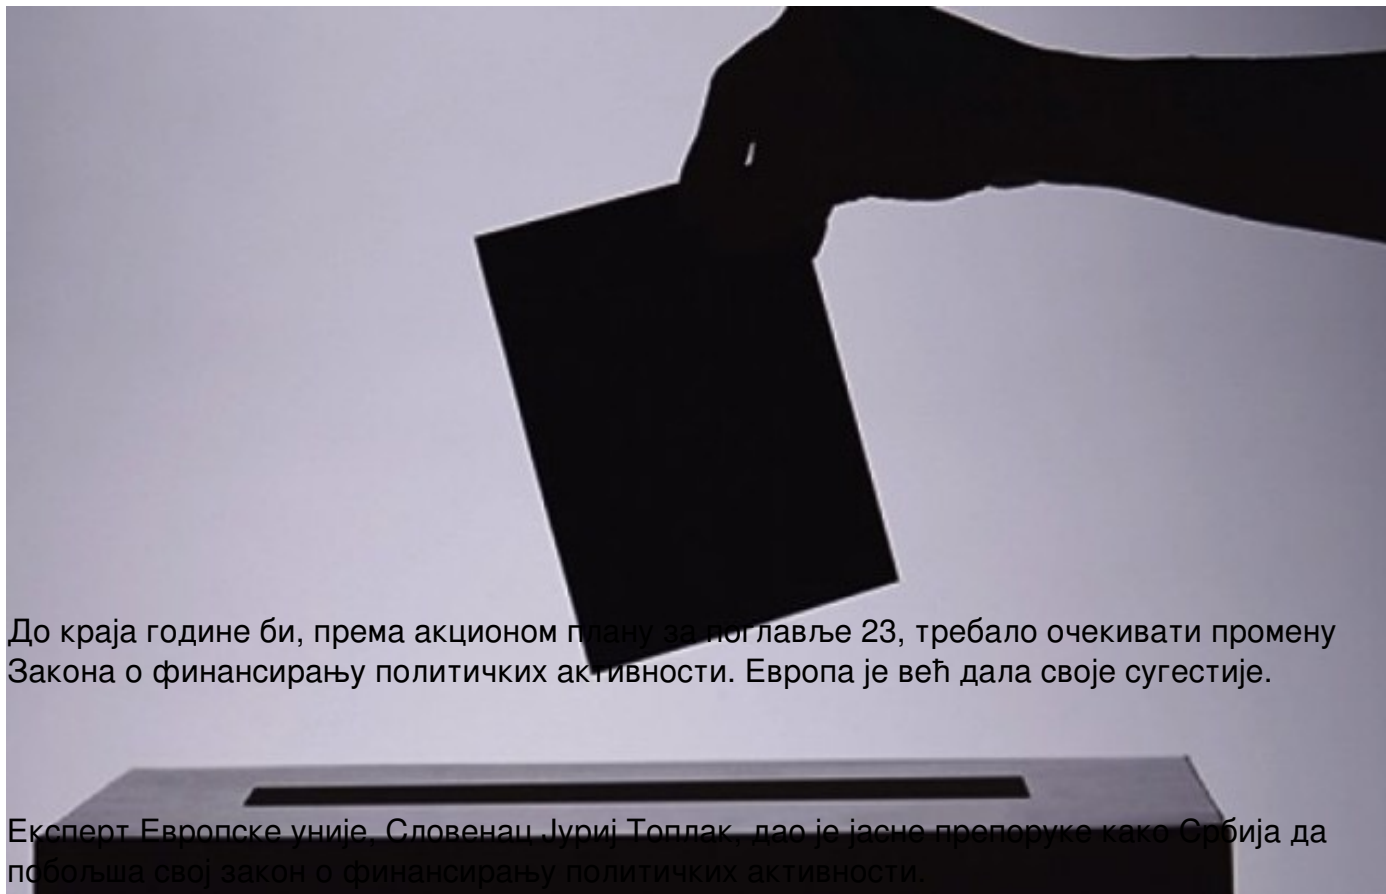 До краја године би, према акционом плану за поглавље 23, требало очекивати промену
Закона о финансирању политичких активности. Европа је већ дала своје сугестије.
Експерт Европске уније, Словенац Јуриј Топлак, дао је јасне препоруке како Србија да
побољша свој закон о финансирању политичких активности.